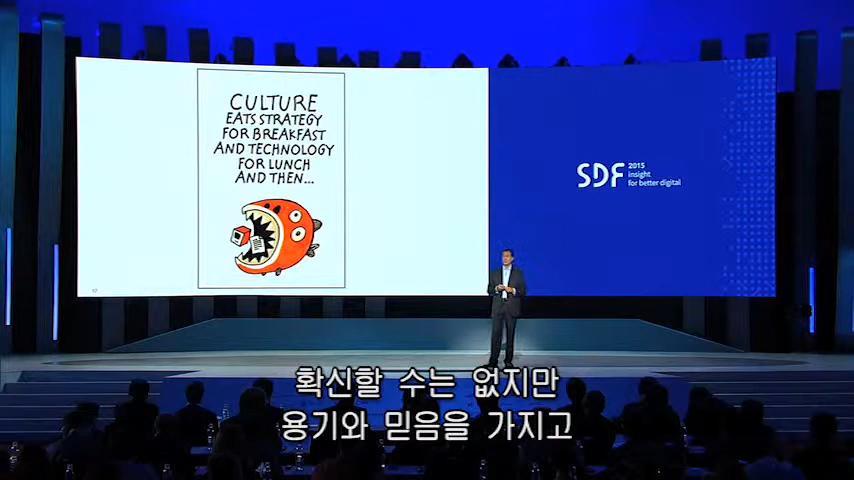 CULTURE
EATS STRATEGY
FOR BREAKFAST
AND TECHNOLOGY
FOR LUNCH
AND THEN...
SDF 2015
insight
for better digital
확신할 수는 없지만
용기와 믿음을 가지고